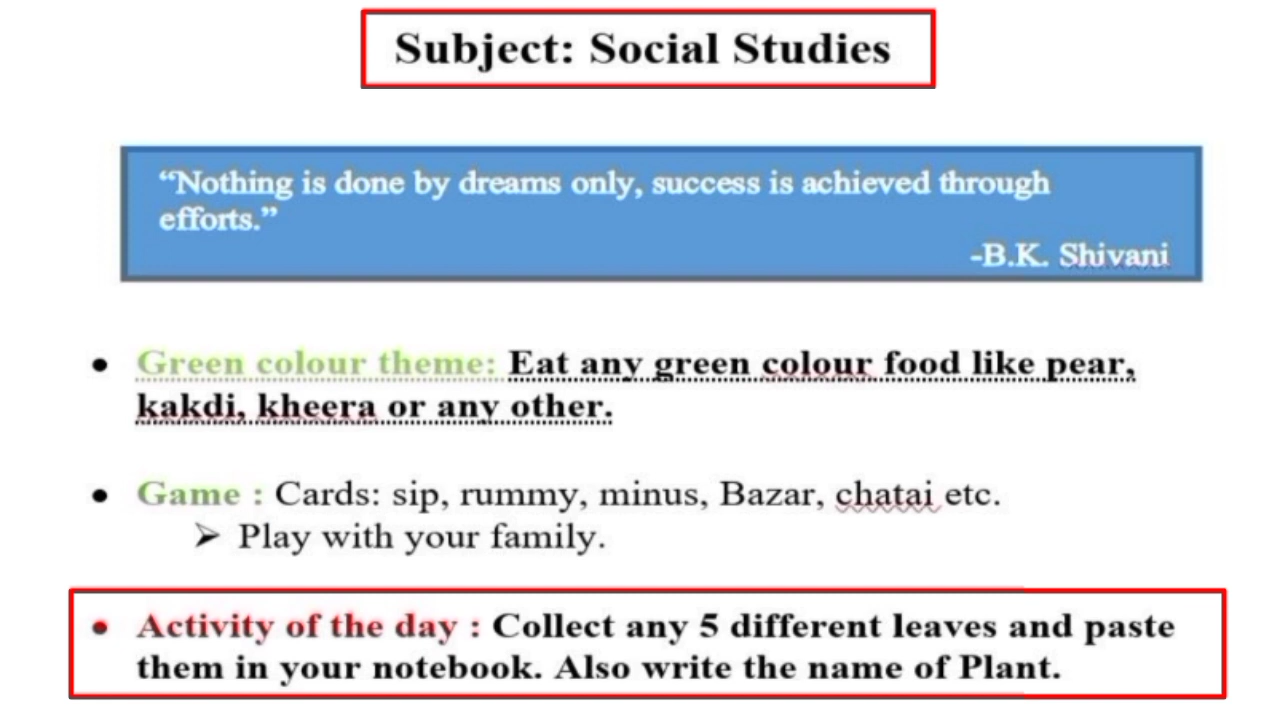 Subject: Social Studies
“Nothing is done by dreams only, success is achieved through
efforts.”
-B.K. Shivani
• Green colour theme: Eat any green colour food like pear,
kakdi, kheera or any other.
• Game : Cards: sip, rummy, minus, Bazar, chatai etc.
➢ Play with your family.
• Activity of the day : Collect any 5 different leaves and paste
them in your notebook. Also write the name of Plant.